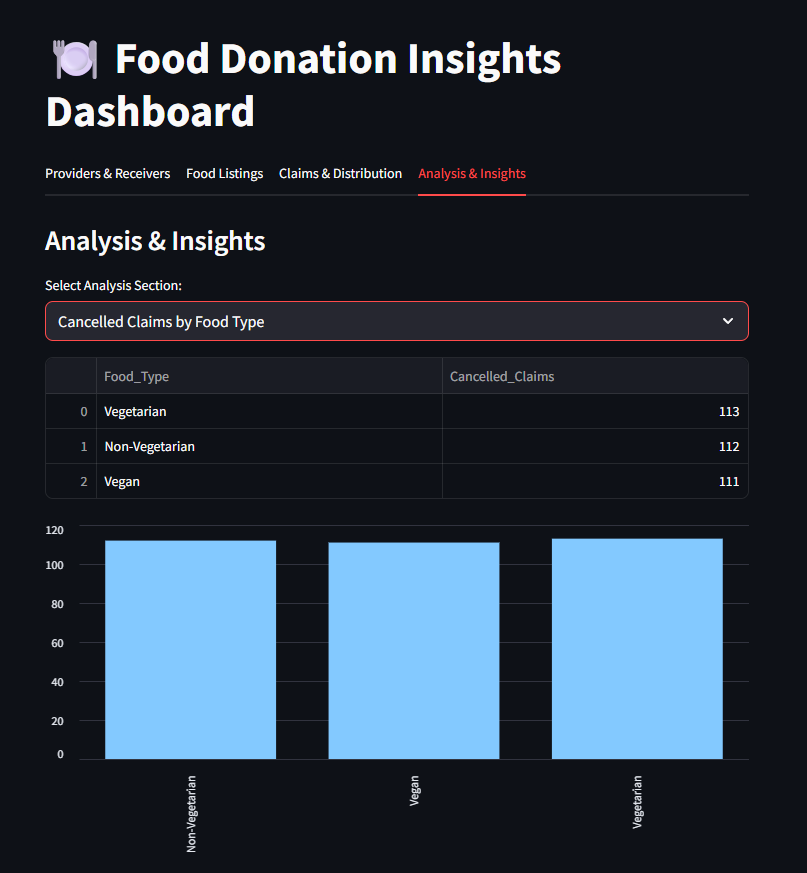 Food Donation Insights
Dashboard
Providers & Receivers Food Listings Claims & Distribution Analysis & Insights
Analysis & Insights
Select Analysis Section:
Cancelled Claims by Food Type
Food_Type Cancelled_Claims
0 Vegetarian 113
1 Non-Vegetarian 112
2 Vegan 111
120
100
80
60
40
20
0
Non-Vegetarian Vegan Vegetarian